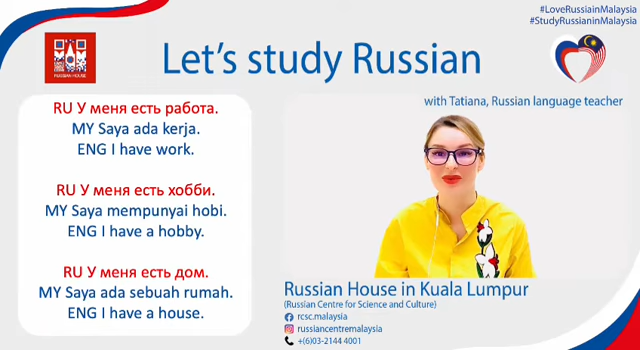 #LoveRussiainMalaysia
#StudyRussianinMalaysia
RUSSIAN HOUSE
Let's study Russian
with Tatiana, Russian language teacher
RU У меня есть работа.
MY Saya ada kerja.
ENG I have work.
RU У меня есть хобби.
MY Saya mempunyai hobi.
ENG I have a hobby.
RU У меня есть дом.
MY Saya ada sebuah rumah.
ENG I have a house.
Russian House in Kuala Lumpur
(Russian Centre for Science and Culture)
rcsc.malaysia
russiancentremalaysia
+(6)03-2144 4001